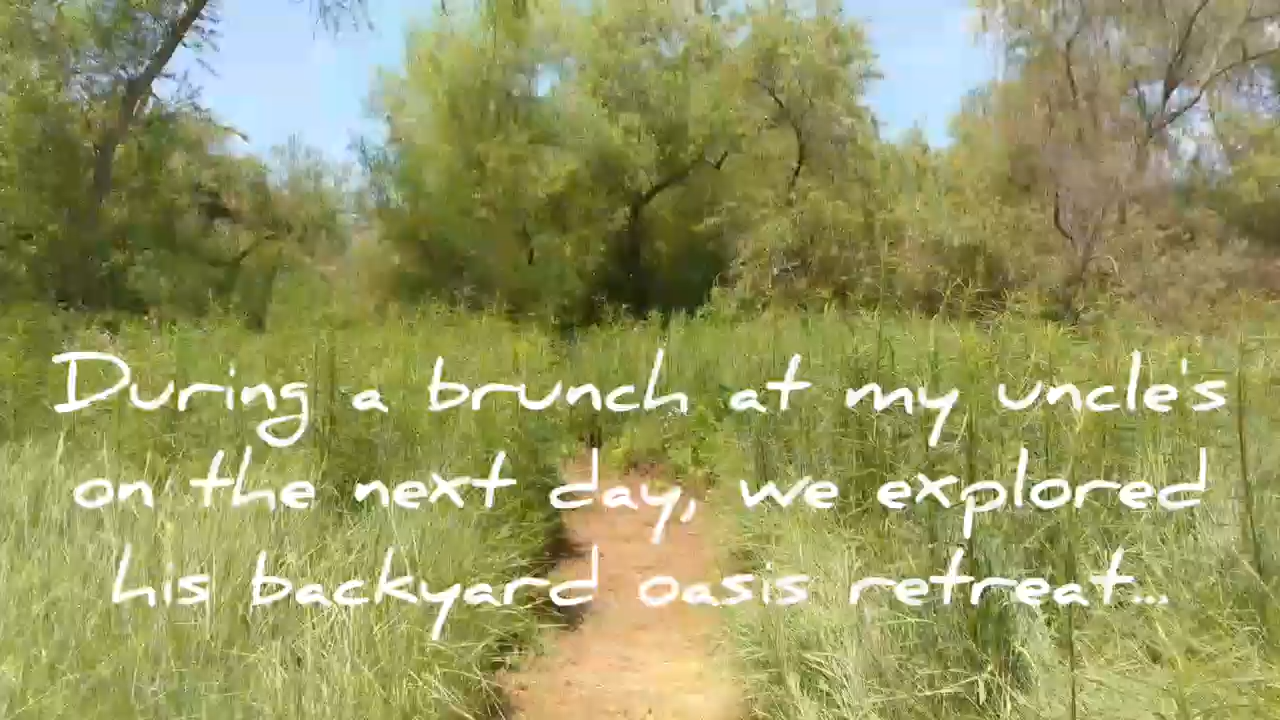 During a brunch at my uncle's
on the next day, we explored
his backyard oasis retreat...